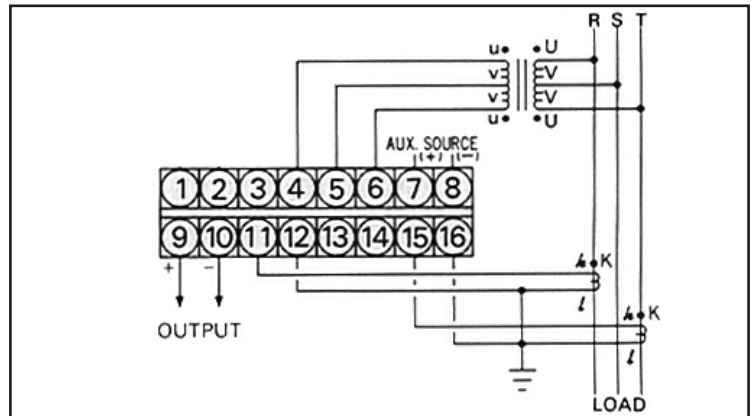 R S T
u U
v V
v V
u U
AUX. SOURCE
(+) (−)
1 2 3 4 5 6 7 8
9 10 11 12 13 14 15 16
+ −
OUTPUT
k K
l
k K
l
LOAD